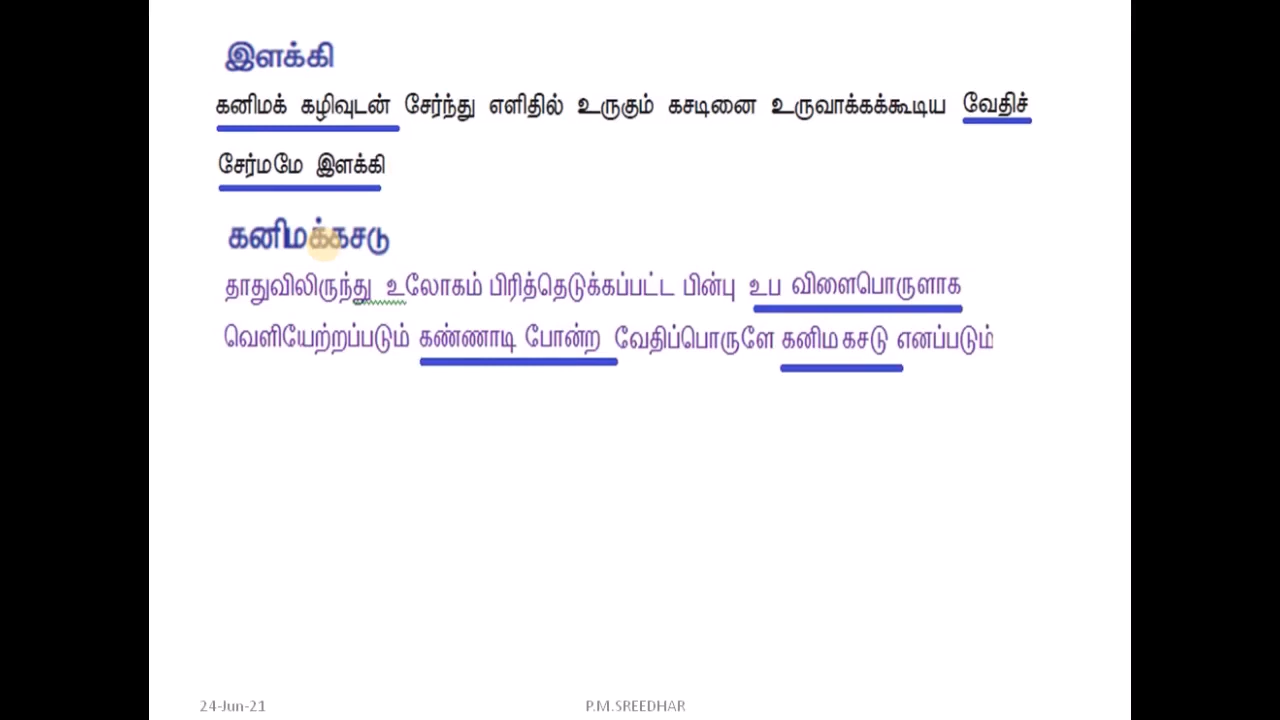 இளக்கி
கனிமக் கழிவுடன் சேர்ந்து எளிதில் உருகும் கசடினை உருவாக்கக்கூடிய வேதிச்
சேர்மமே இளக்கி
கனிமக்கசடு
தாதுவிலிருந்து உலோகம் பிரித்தெடுக்கப்பட்ட பின்பு உப விளைபொருளாக
வெளியேற்றப்படும் கண்ணாடி போன்ற வேதிப்பொருளே கனிம கசடு எனப்படும்
24-Jun-21
P.M.SREEDHAR